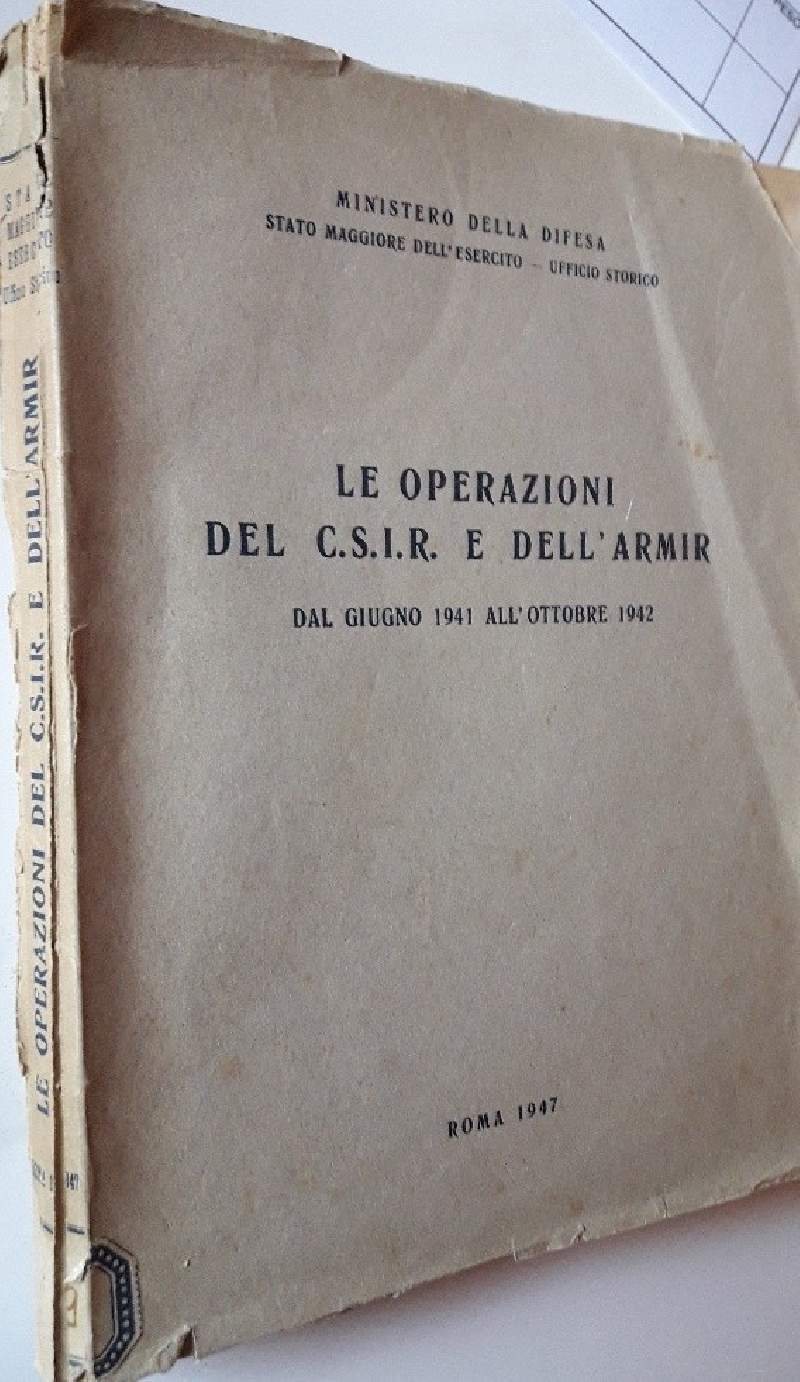 MINISTERO DELLA DIFESA
STATO MAGGIORE DELL'ESERCITO - UFFICIO STORICO
LE OPERAZIONI
DEL C.S.I.R. E DELL'ARMIR
DAL GIUGNO 1941 ALL'OTTOBRE 1942
ROMA 1947
LE OPERAZIONI DEL C.S.I.R. E DELL'ARMIR